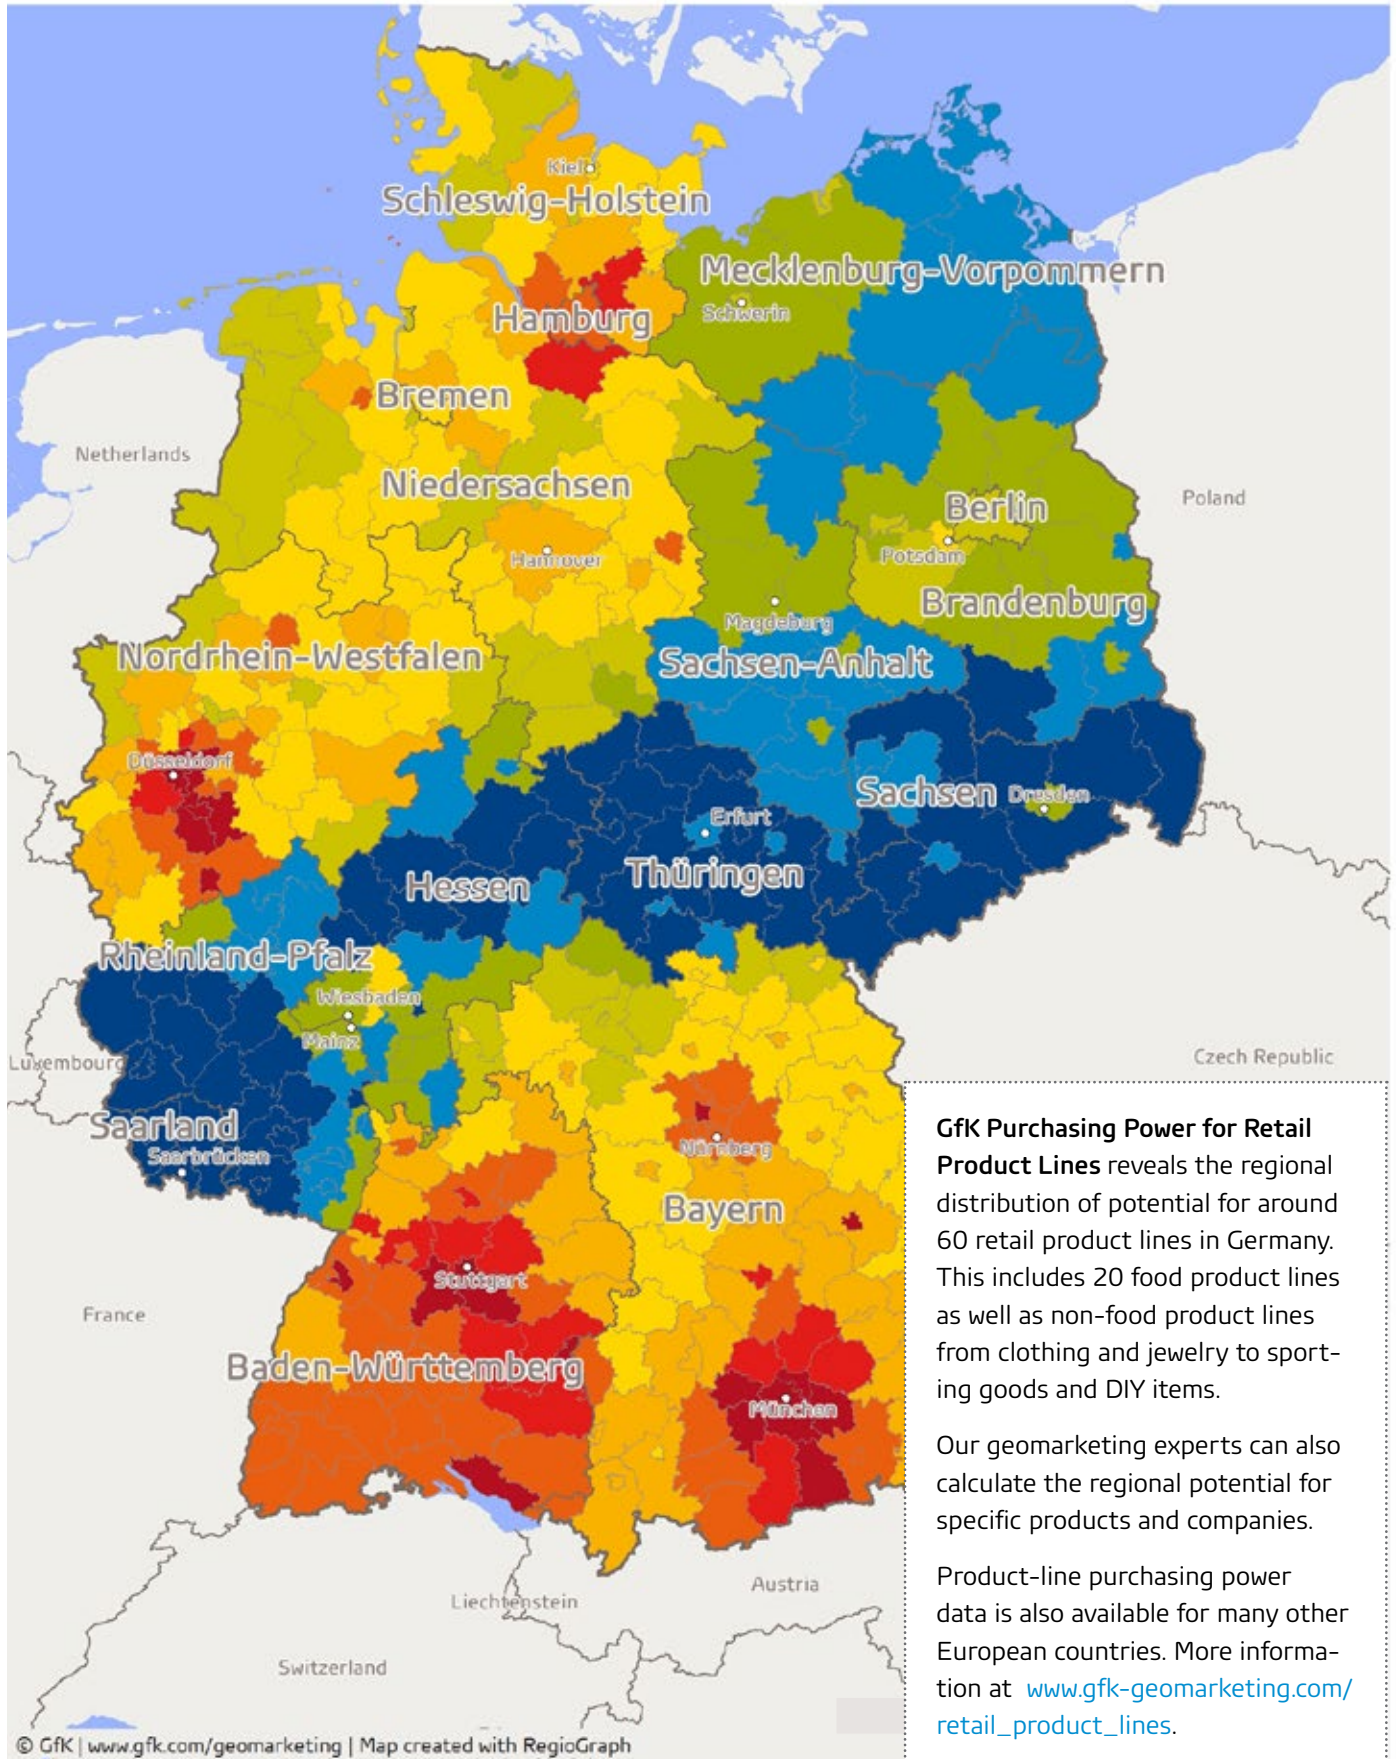 Kiel
Schleswig-Holstein
Mecklenburg-Vorpommern
Schwerin
Hamburg
Bremen
Netherlands
Niedersachsen
Poland
Berlin
Hannover
Potsdam
Brandenburg
Magdeburg
Nordrhein-Westfalen
Sachsen-Anhalt
Düsseldorf
Sachsen
Dresden
Erfurt
Hessen
Thüringen
Rheinland-Pfalz
Wiesbaden
Mainz
Luxembourg
Czech Republic
Saarland
Saarbrücken
Nürnberg
Bayern
Stuttgart
France
Baden-Württemberg
München
Liechtenstein
Austria
Switzerland
GfK Purchasing Power for Retail
Product Lines reveals the regional
distribution of potential for around
60 retail product lines in Germany.
This includes 20 food product lines
as well as non-food product lines
from clothing and jewelry to sport-
ing goods and DIY items.
Our geomarketing experts can also
calculate the regional potential for
specific products and companies.
Product-line purchasing power
data is also available for many other
European countries. More informa-
tion at www.gfk-geomarketing.com/
retail_product_lines.
© GfK | www.gfk.com/geomarketing | Map created with RegioGraph